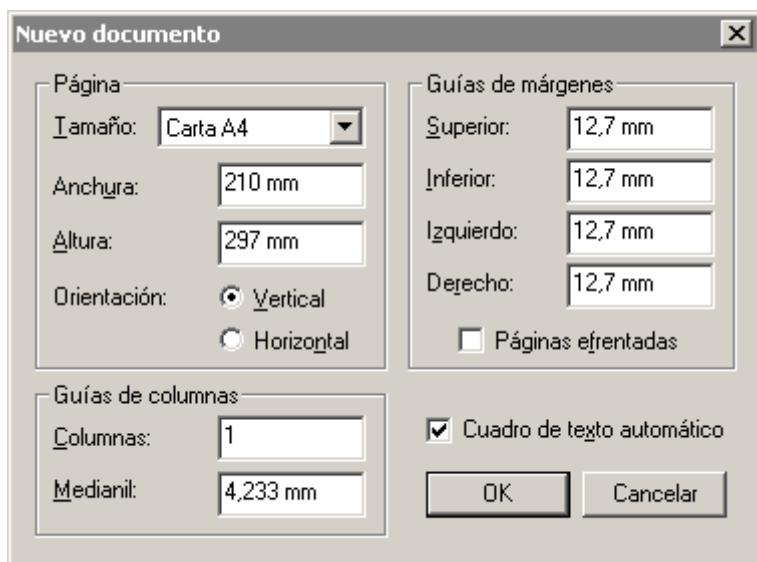 Nuevo documento
Página
Tamaño: Carta A4
Anchura: 210 mm
Altura: 297 mm
Orientación: Vertical
Horizontal
Guías de márgenes
Superior: 12,7 mm
Inferior: 12,7 mm
Izquierdo: 12,7 mm
Derecho: 12,7 mm
Páginas efrentadas
Guías de columnas
Columnas: 1
Medianil: 4,233 mm
Cuadro de texto automático
OK Cancelar